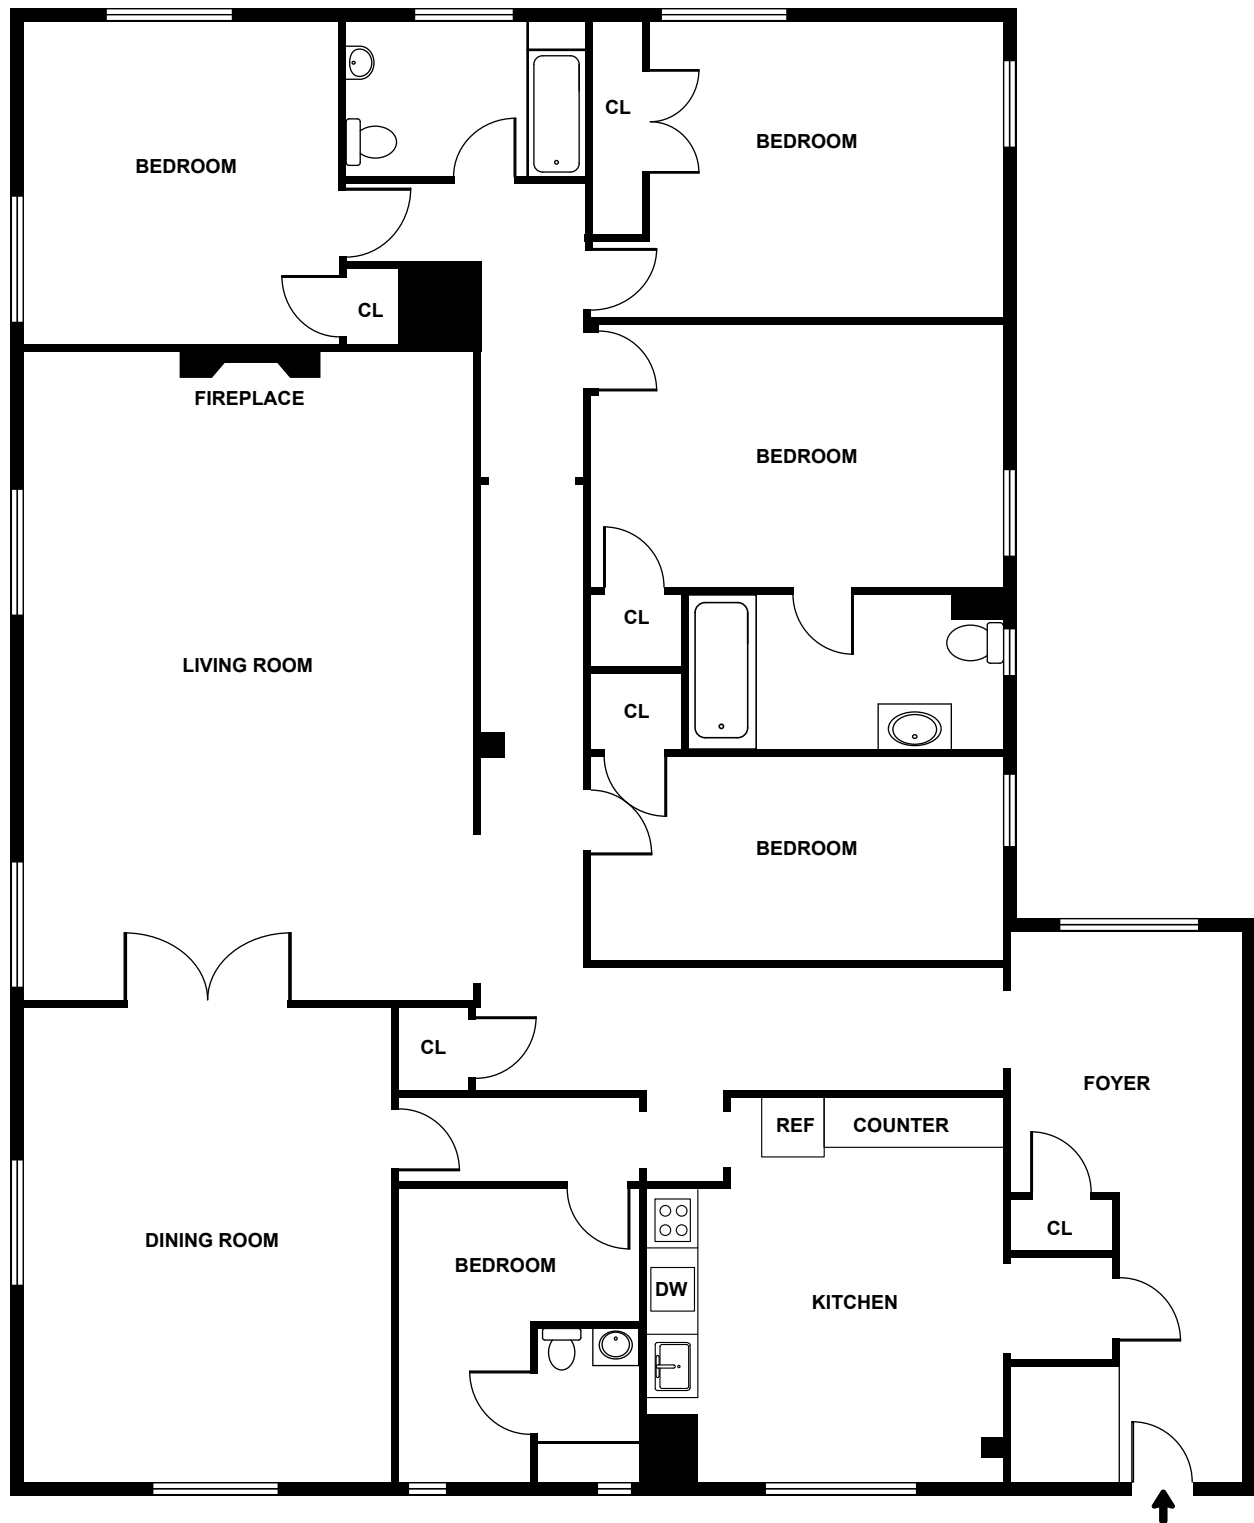 CL
BEDROOM
BEDROOM
CL
FIREPLACE
BEDROOM
CL
LIVING ROOM
CL
BEDROOM
CL
FOYER
REF
COUNTER
CL
DINING ROOM
BEDROOM
DW
KITCHEN